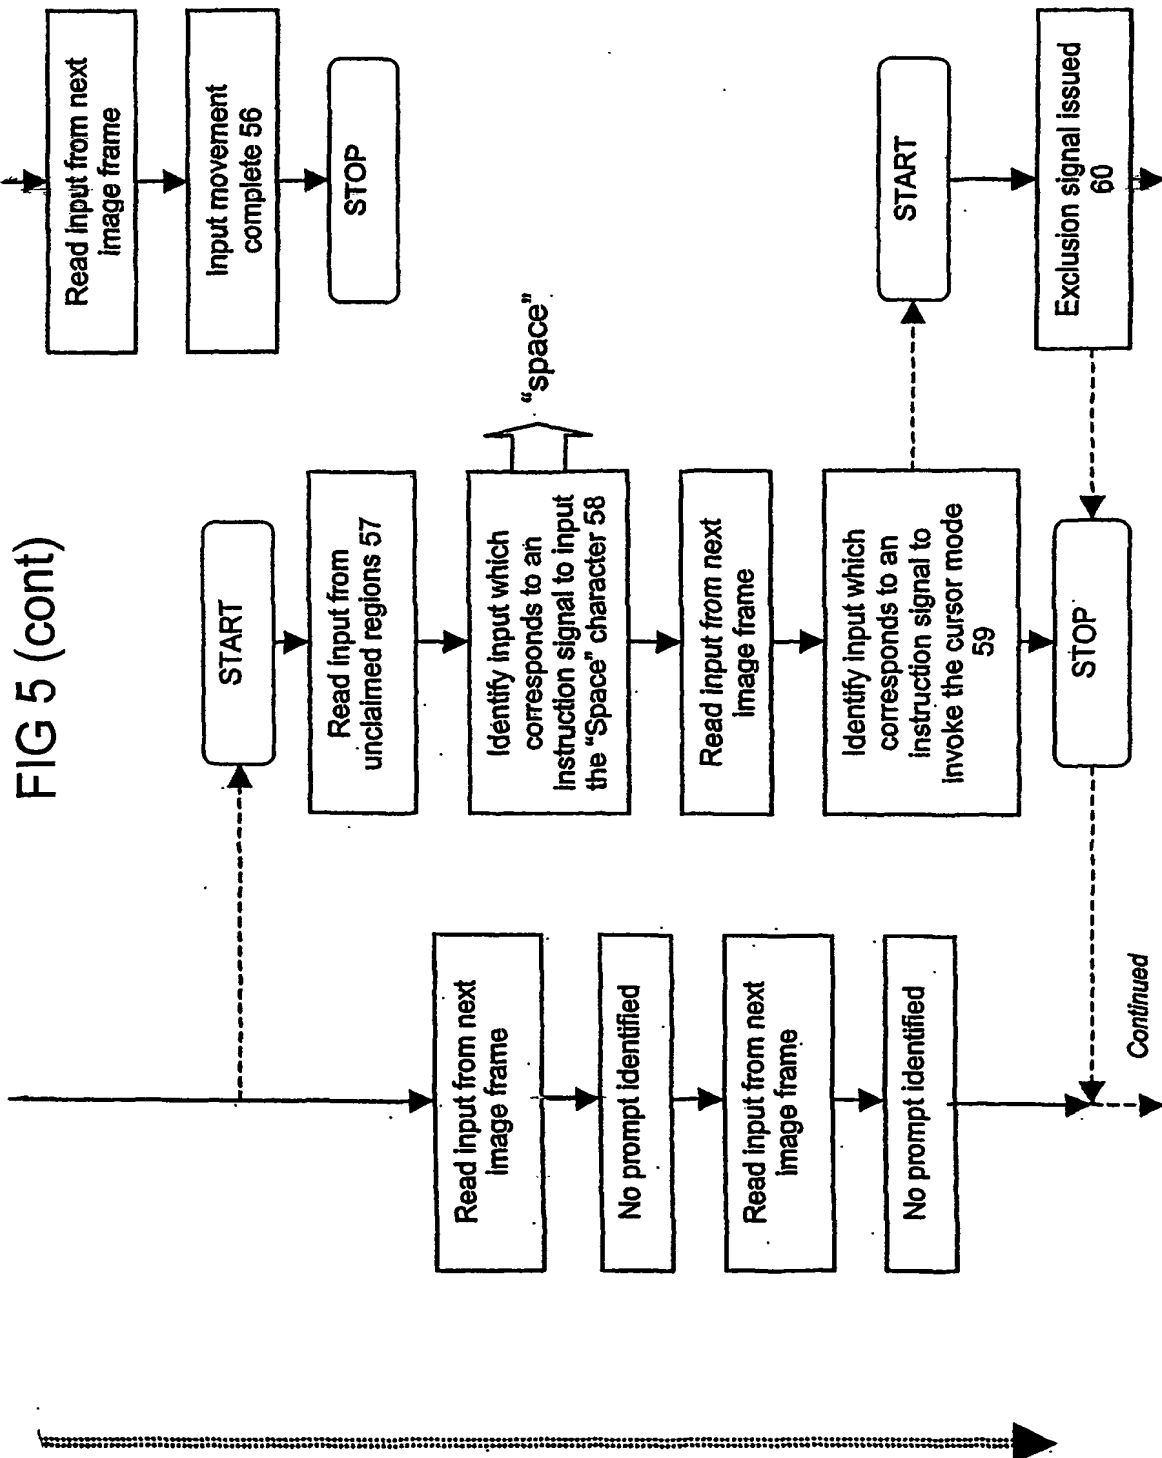 FIG 5 (cont)
Read input from next
image frame
No prompt identified
Read input from next
image frame
No prompt identified
Continued
START
Read input from
unclaimed regions 57
Identify input which
corresponds to an
instruction signal to input
the “Space” character 58
“space”
Read input from next
image frame
Identify input which
corresponds to an
instruction signal to
invoke the cursor mode
59
STOP
Read input from next
image frame
Input movement
complete 56
STOP
START
Exclusion signal issued
60